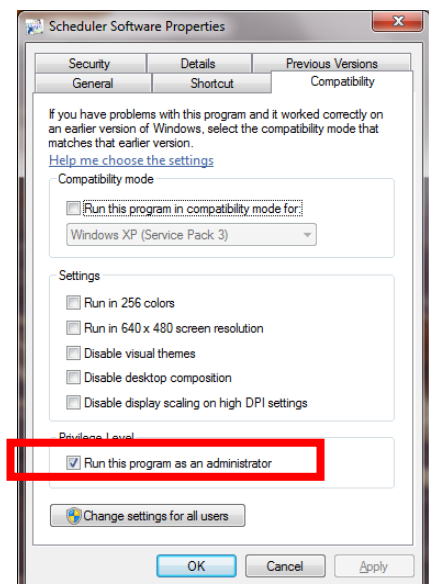 Scheduler Software Properties
Security Details Previous Versions
General Shortcut Compatibility
If you have problems with this program and it worked correctly on
an earlier version of Windows, select the compatibility mode that
matches that earlier version.
Help me choose the settings
Compatibility mode
Run this program in compatibility mode for:
Windows XP (Service Pack 3)
Settings
Run in 256 colors
Run in 640 x 480 screen resolution
Disable visual themes
Disable desktop composition
Disable display scaling on high DPI settings
Privilege Level
Run this program as an administrator
Change settings for all users
OK Cancel Apply